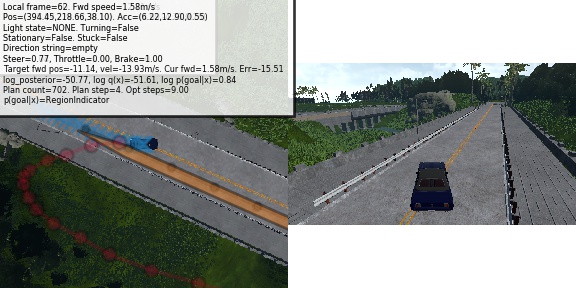 Local frame=62. Fwd speed=1.58m/s
Pos=(394.45,218.66,38.10). Acc=(6.22,12.90,0.55)
Light state=NONE. Turning=False
Stationary=False. Stuck=False
Direction string=empty
Steer=0.77, Throttle=0.00, Brake=1.00
Target fwd pos=-11.14, vel=-13.93m/s. Cur fwd=1.58m/s. Err=-15.51
log_posterior=-50.77, log q(x)=-51.61, log p(goal|x)=0.84
Plan count=702. Plan step=4. Opt steps=9.00
p(goal|x)=RegionIndicator